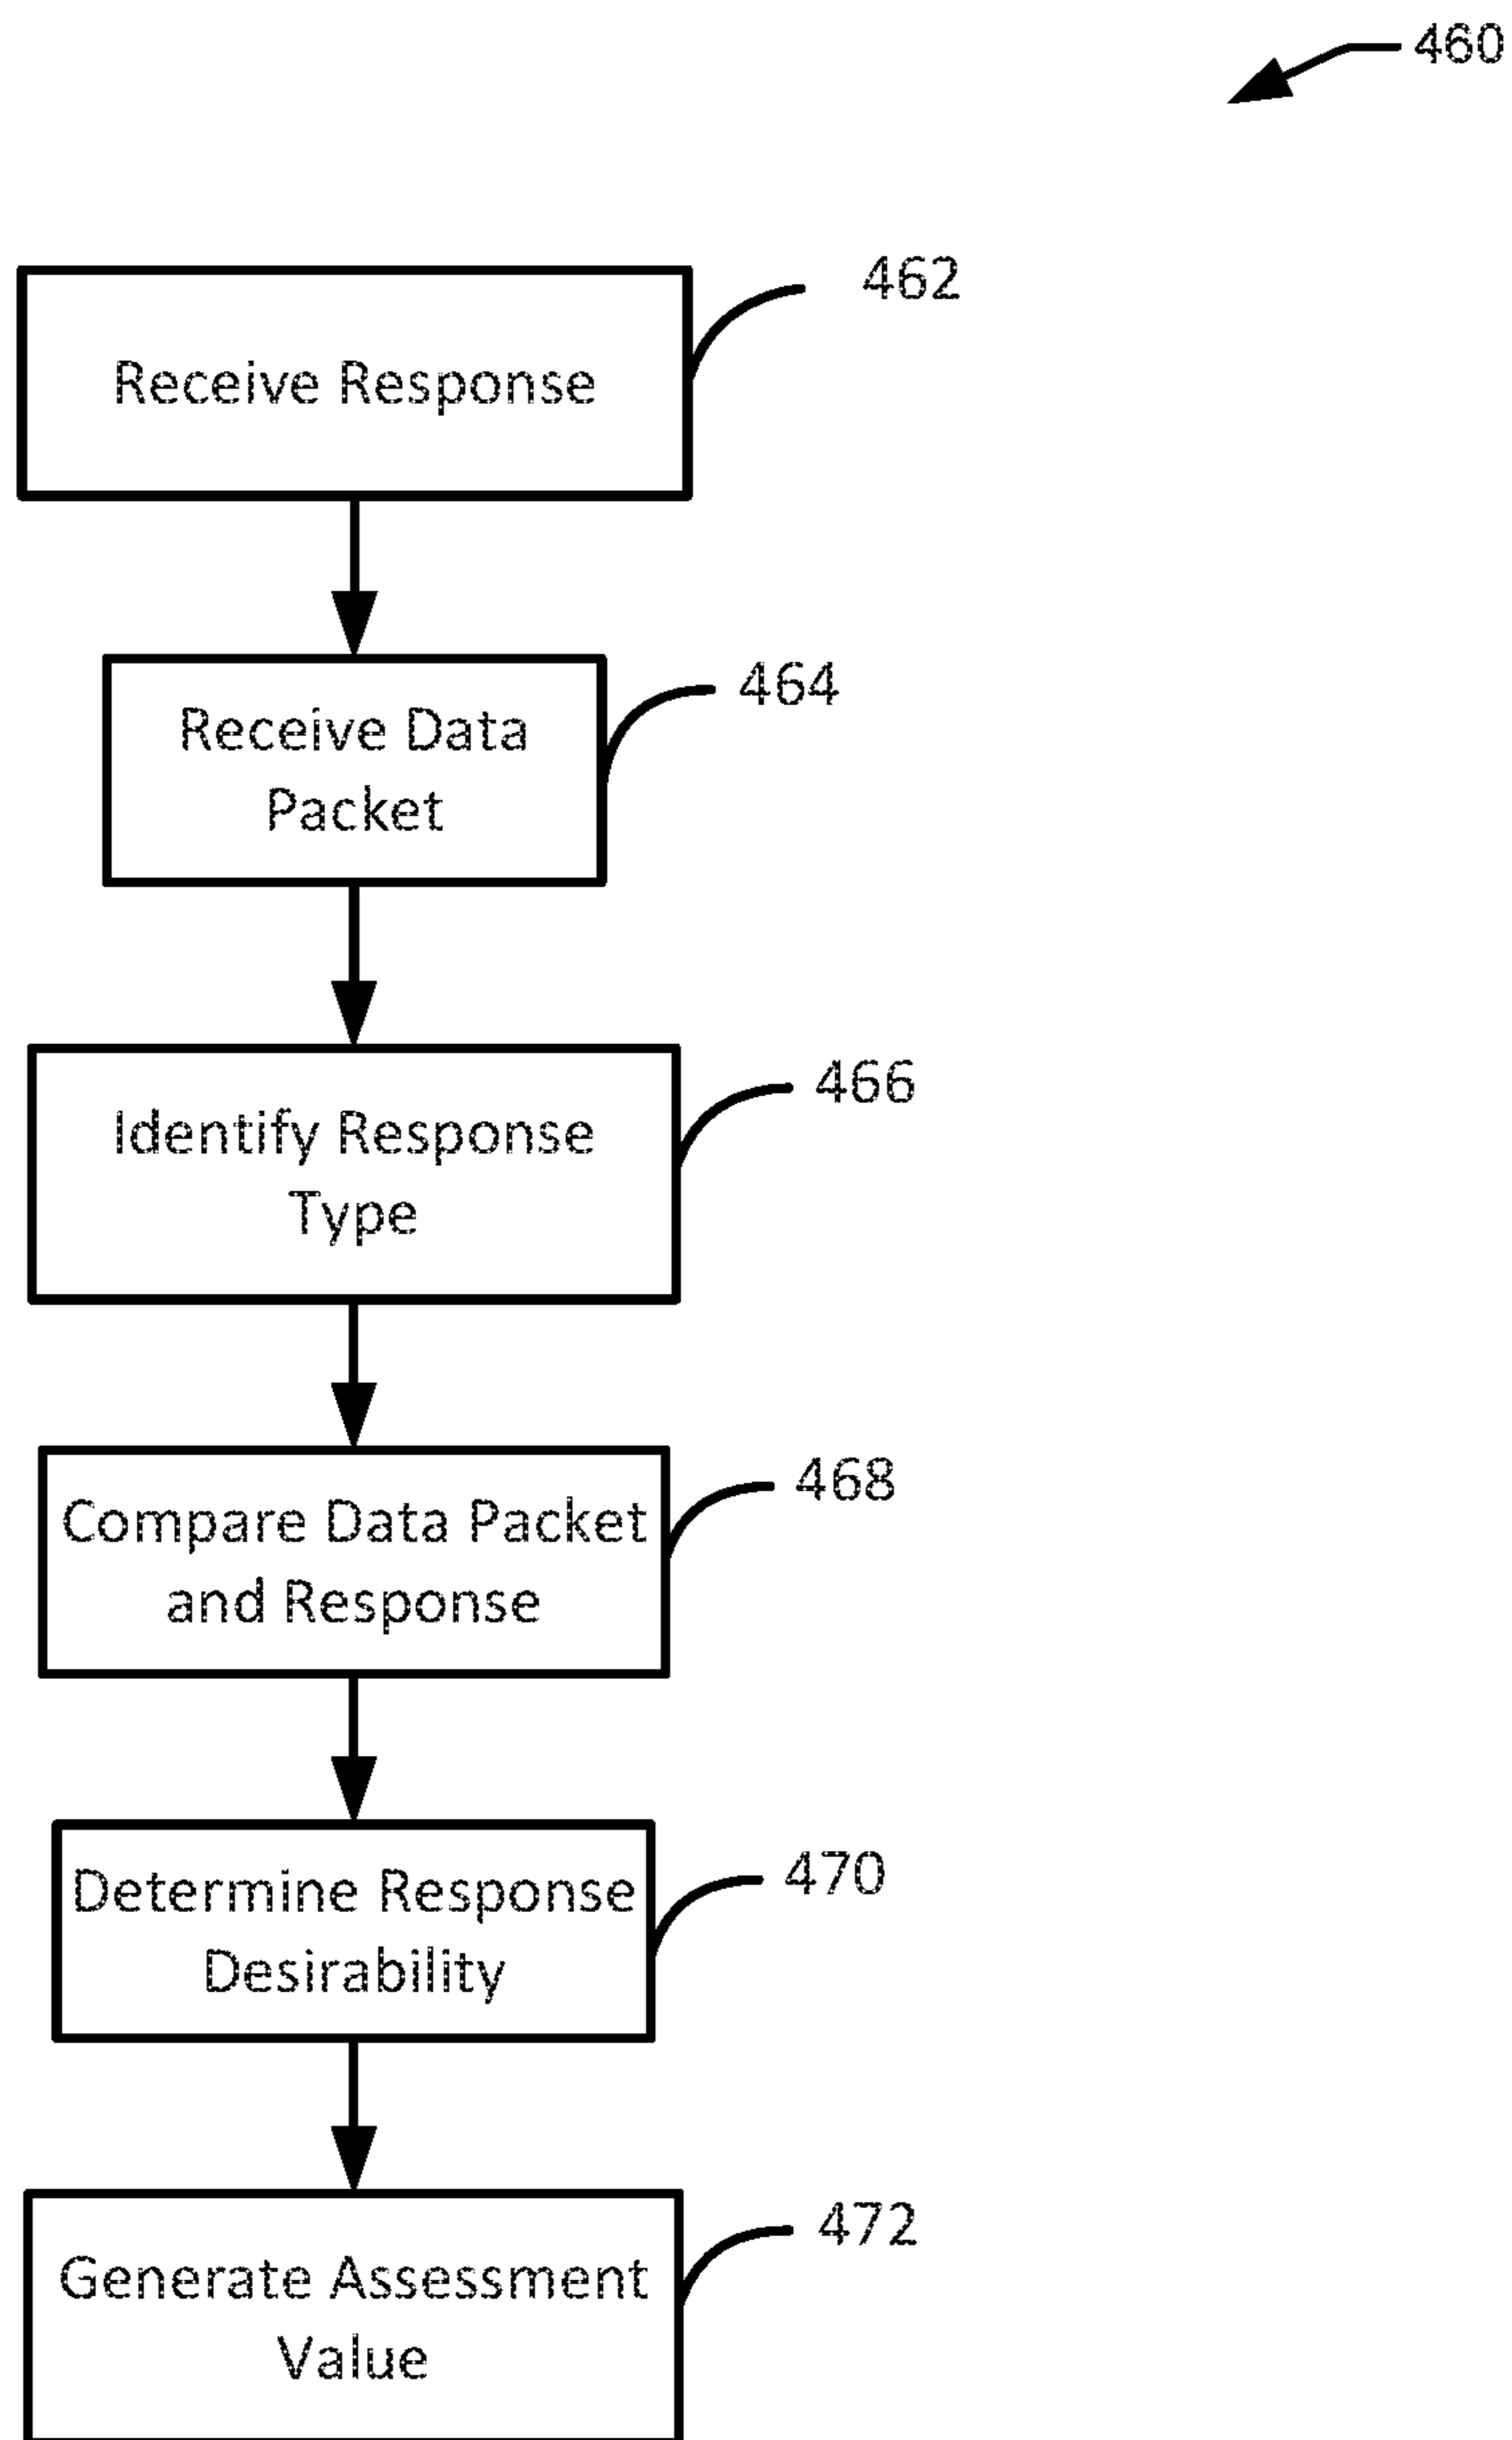 460
462
Receive Response
464
Receive Data
Packet
466
Identify Response
Type
468
Compare Data Packet
and Response
470
Determine Response
Desirability
472
Generate Assessment
Value